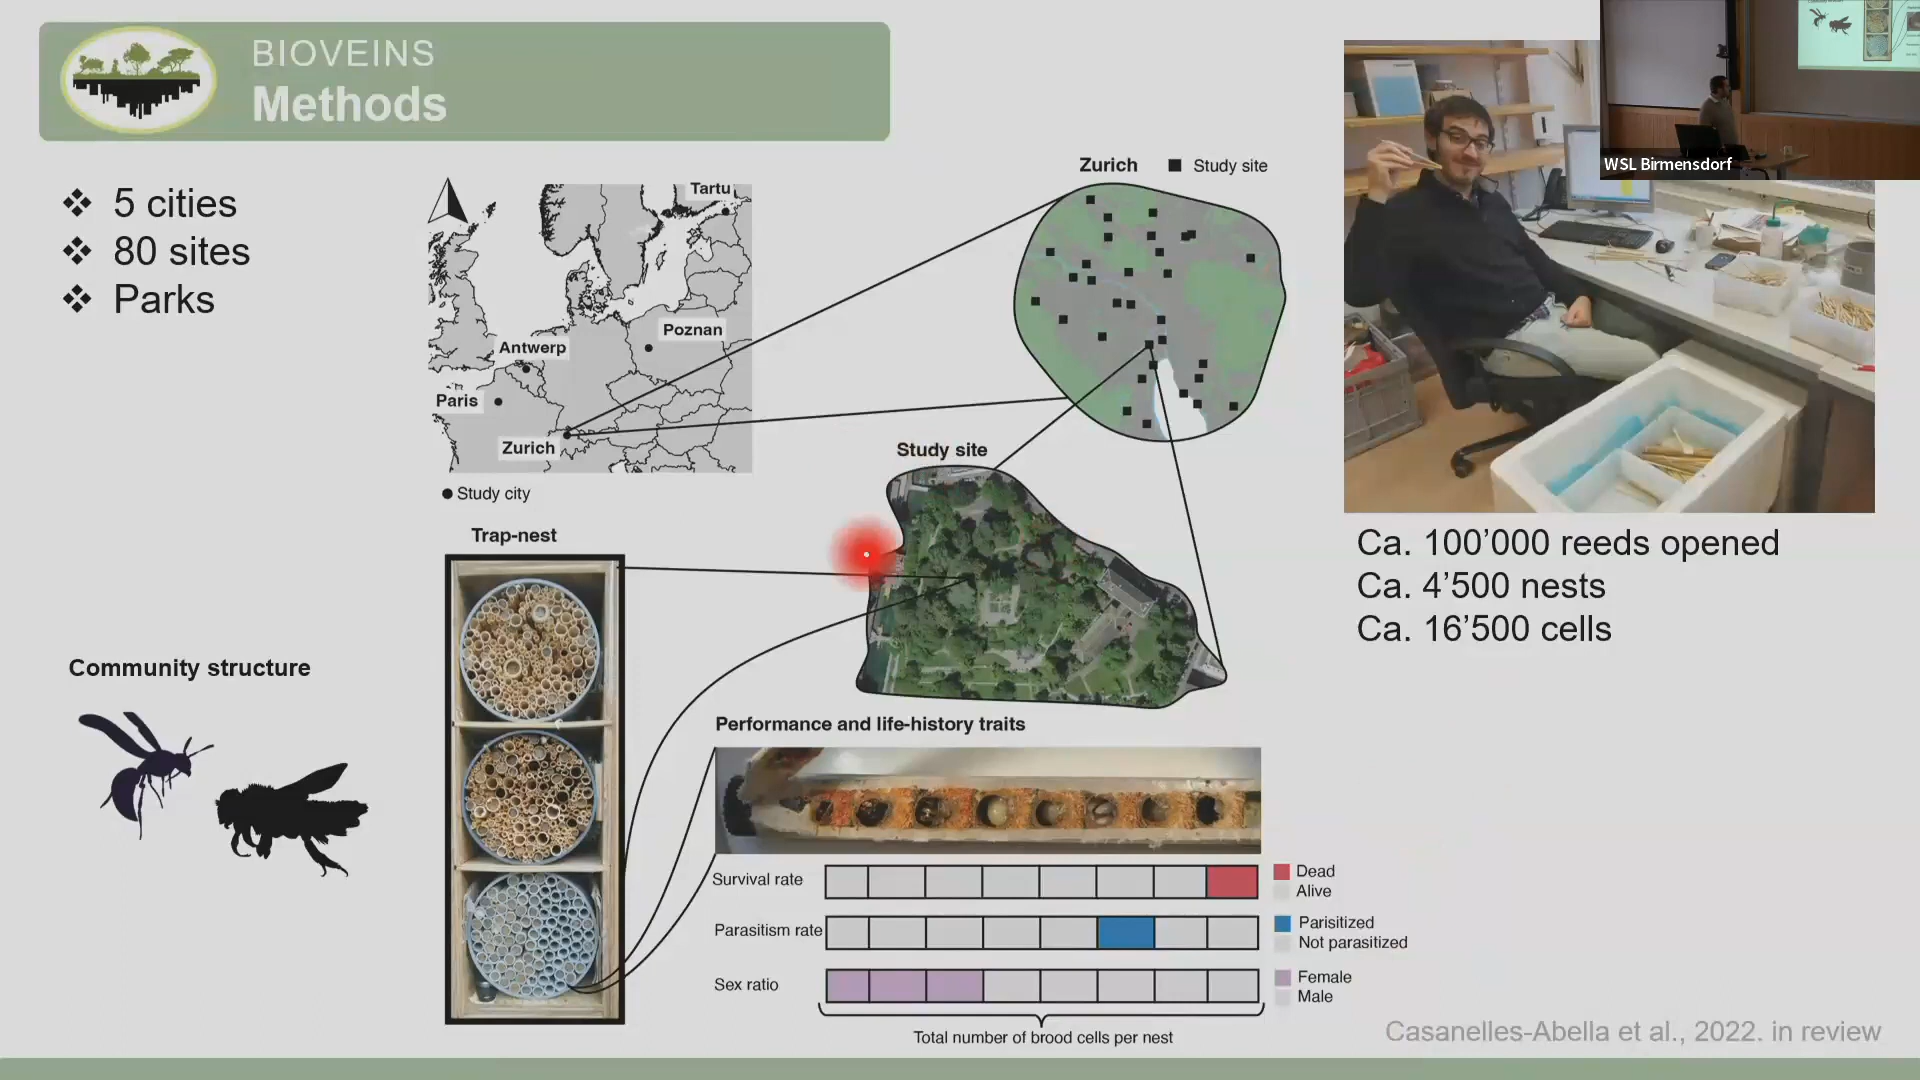 BIOVEINS
Methods
❖ 5 cities
❖ 80 sites
❖ Parks
Tartu
Poznan
Antwerp
Paris
Zurich
Study city
Zurich
Study site
Study site
WSL Birmensdorf
Trap-nest
Ca. 100’000 reeds opened
Ca. 4’500 nests
Ca. 16’500 cells
Community structure
Performance and life-history traits
Survival rate
Dead
Alive
Parasitism rate
Parisitized
Not parasitized
Sex ratio
Female
Male
Total number of brood cells per nest
Casanelles-Abella et al., 2022. in review